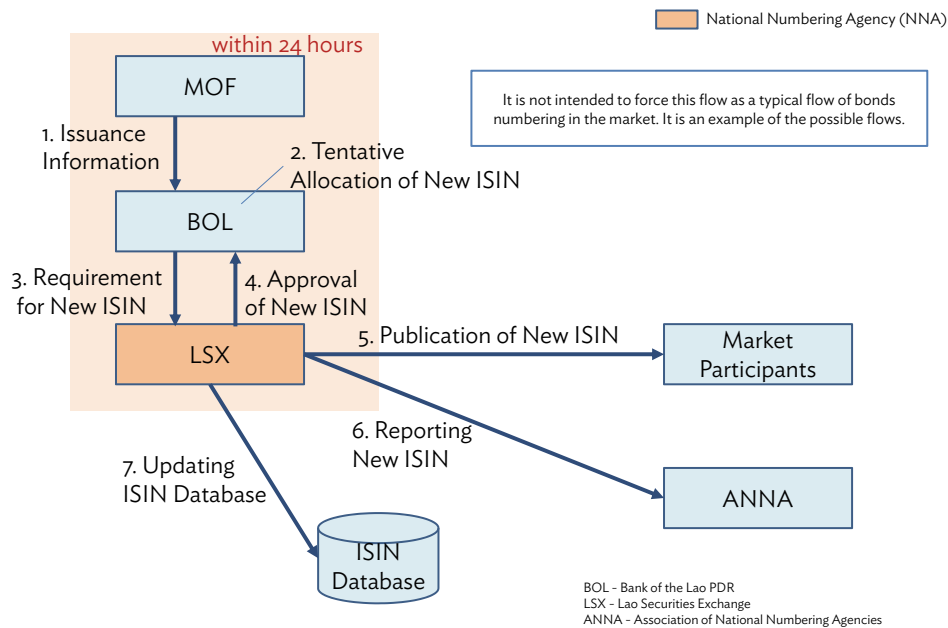 National Numbering Agency (NNA)
within 24 hours
MOF
It is not intended to force this flow as a typical flow of bonds
numbering in the market. It is an example of the possible flows.
1. Issuance
Information
2. Tentative
Allocation of New ISIN
BOL
3. Requirement
for New ISIN
4. Approval
of New ISIN
LSX
5. Publication of New ISIN
Market
Participants
6. Reporting
New ISIN
7. Updating
ISIN Database
ANNA
ISIN
Database
BOL - Bank of the Lao PDR
LSX - Lao Securities Exchange
ANNA - Association of National Numbering Agencies